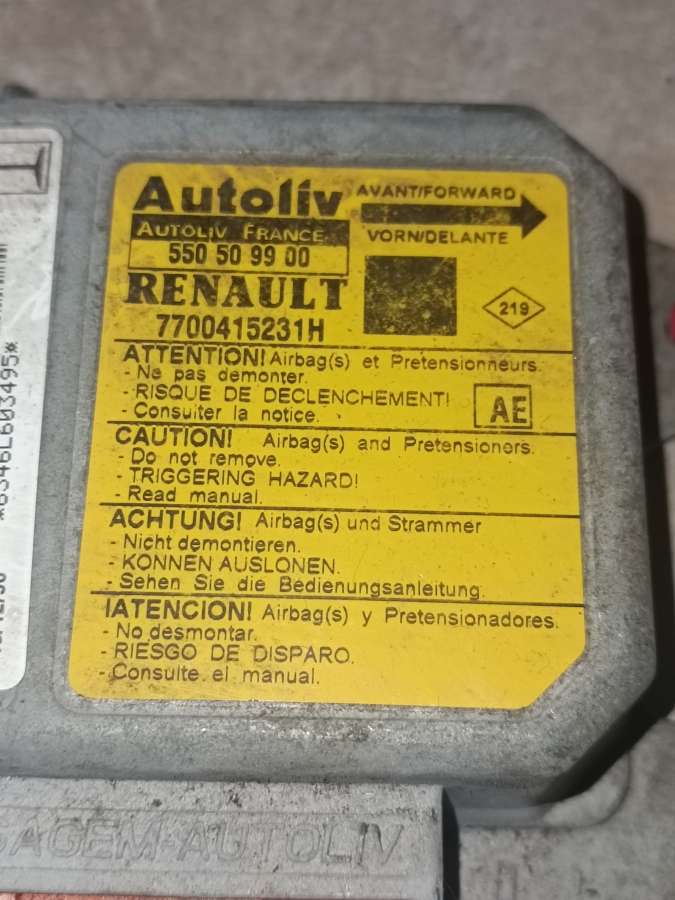 Autoliv
AVANT/FORWARD
AUTOLIV FRANCE
VORN/DELANTE
550 50 99 00
RENAULT
219
7700415231H
ATTENTION! Airbag(s) et Pretensionneurs.
- Ne pas demonter.
- RISQUE DE DECLENCHEMENT!
- Consulter la notice.
AE
CAUTION! Airbag(s) and Pretensioners.
- Do not remove.
- TRIGGERING HAZARD!
- Read manual.
ACHTUNG! Airbag(s) und Strammer
- Nicht demontieren.
- KONNEN AUSLONEN.
- Sehen Sie die Bedienungsanleitung.
!ATENCION! Airbag(s) y Pretensionadores.
- No desmontar.
- RIESGO DE DISPARO.
- Consulte el manual.
*6346L603495*
SAGEM-AUTOLIV